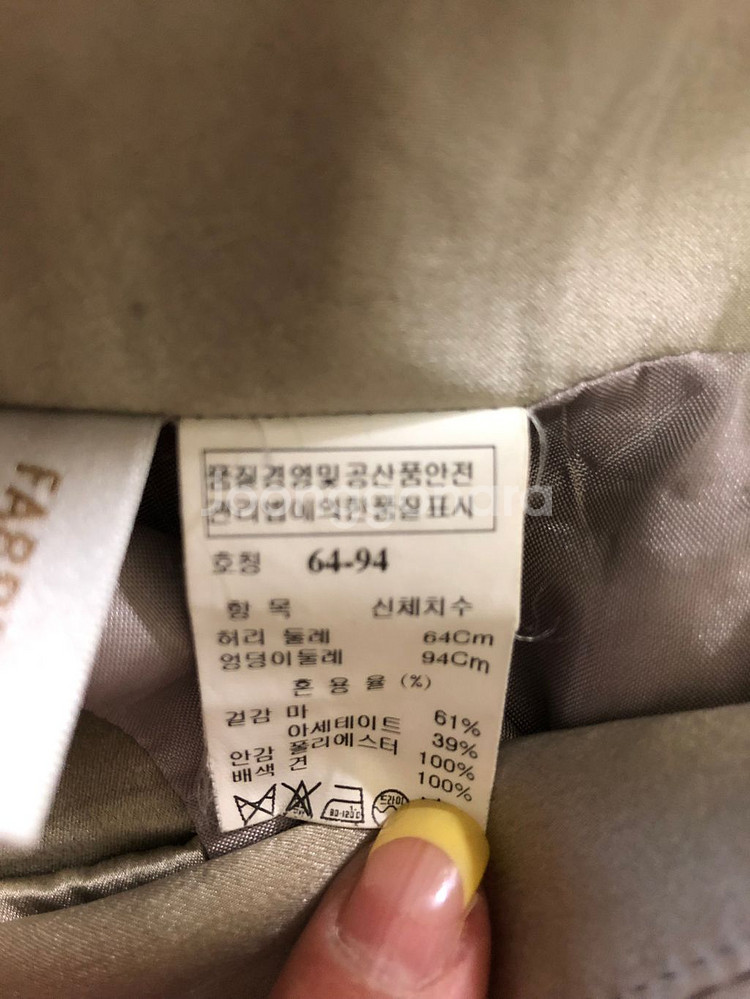 품질경영및공산품안전
관리법에의한품질표시
호칭 64-94
항 목 신체치수
허리 둘레 64Cm
엉덩이둘레 94Cm
혼 용 율 (%)
겉감 마 61%
아세테이트 39%
안감 폴리에스터 100%
배색 견 100%
드라이